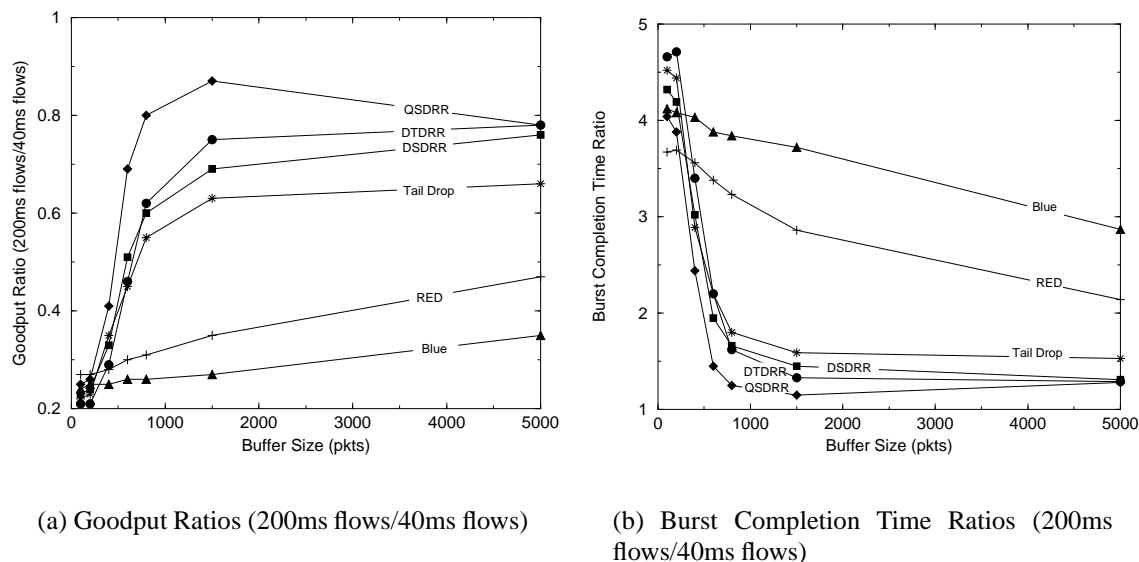 1
0.8
0.6
0.4
0.2
0
1000
2000
3000
4000
5000
Buffer Size (pkts)
Goodput Ratio (200ms flows/40ms flows)
QSDRR
DTDRR
DSDRR
Tail Drop
RED
Blue
5
4
3
2
1
0
1000
2000
3000
4000
5000
Buffer Size (pkts)
Burst Completion Time Ratio
Blue
RED
Tail Drop
DSDRR
DTDRR
QSDRR
(a) Goodput Ratios (200ms flows/40ms flows)
(b) Burst Completion Time Ratios (200ms
flows/40ms flows)